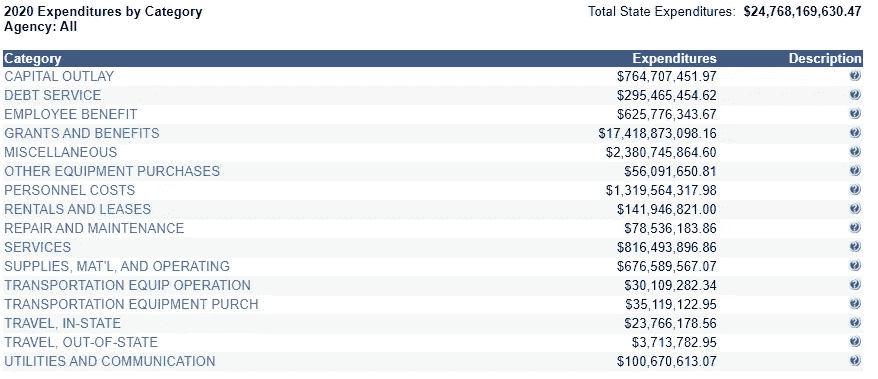 2020 Expenditures by Category Total State Expenditures: $24,768,169,630.47
Agency: All
Category Expenditures Description
CAPITAL OUTLAY $764,707,451.97
DEBT SERVICE $295,465,454.62
EMPLOYEE BENEFIT $625,776,343.67
GRANTS AND BENEFITS $17,418,873,098.16
MISCELLANEOUS $2,380,745,864.60
OTHER EQUIPMENT PURCHASES $56,091,650.81
PERSONNEL COSTS $1,319,564,317.98
RENTALS AND LEASES $141,946,821.00
REPAIR AND MAINTENANCE $78,536,183.86
SERVICES $816,493,896.86
SUPPLIES, MAT'L, AND OPERATING $676,589,567.07
TRANSPORTATION EQUIP OPERATION $30,109,282.34
TRANSPORTATION EQUIPMENT PURCH $35,119,122.95
TRAVEL, IN-STATE $23,766,178.56
TRAVEL, OUT-OF-STATE $3,713,782.95
UTILITIES AND COMMUNICATION $100,670,613.07